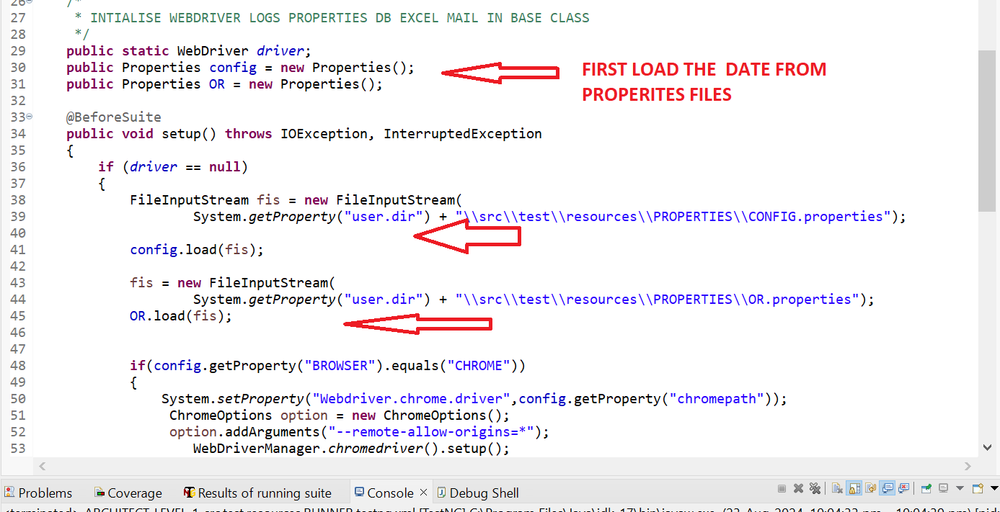 26 /*
27 * INTIALISE WEBDRIVER LOGS PROPERTIES DB EXCEL MAIL IN BASE CLASS
28 */
29 public static WebDriver driver;
30 public Properties config = new Properties();
31 public Properties OR = new Properties();
FIRST LOAD THE DATE FROM
PROPERITES FILES
32
33 @BeforeSuite
34 public void setup() throws IOException, InterruptedException
35 {
36 if (driver == null)
37 {
38 FileInputStream fis = new FileInputStream(
39 System.getProperty("user.dir") + "\\src\\test\\resources\\PROPERTIES\\CONFIG.properties");
40
41 config.load(fis);
42
43 fis = new FileInputStream(
44 System.getProperty("user.dir") + "\\src\\test\\resources\\PROPERTIES\\OR.properties");
45 OR.load(fis);
46
47
48 if(config.getProperty("BROWSER").equals("CHROME"))
49 {
50 System.setProperty("Webdriver.chrome.driver",config.getProperty("chromepath"));
51 ChromeOptions option = new ChromeOptions();
52 option.addArguments("--remote-allow-origins=*");
53 WebDriverManager.chromedriver().setup();
Problems Coverage Results of running suite Console Debug Shell